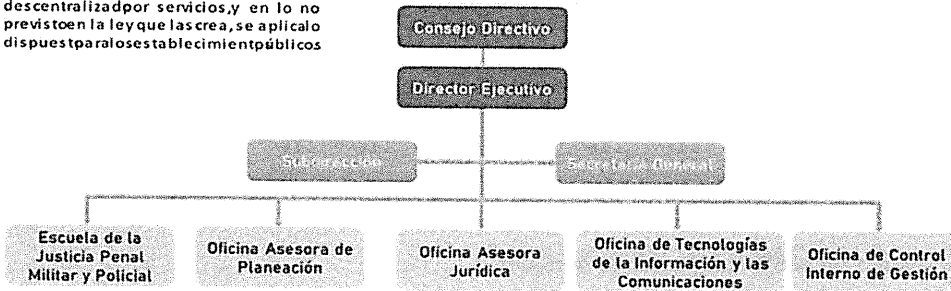 descentralizadpor servicios,y en lo no
previstoen la ley que lascrea, se aplicalo
dispuestparalosestablecimientpúblicos
Consejo Directivo
Director Ejecutivo
Subdirección
Secretaría General
Escuela de la
Justicia Penal
Militar y Policial
Oficina Asesora de
Planeación
Oficina Asesora
Jurídica
Oficina de Tecnologías
de la Información y las
Comunicaciones
Oficina de Control
Interno de Gestión